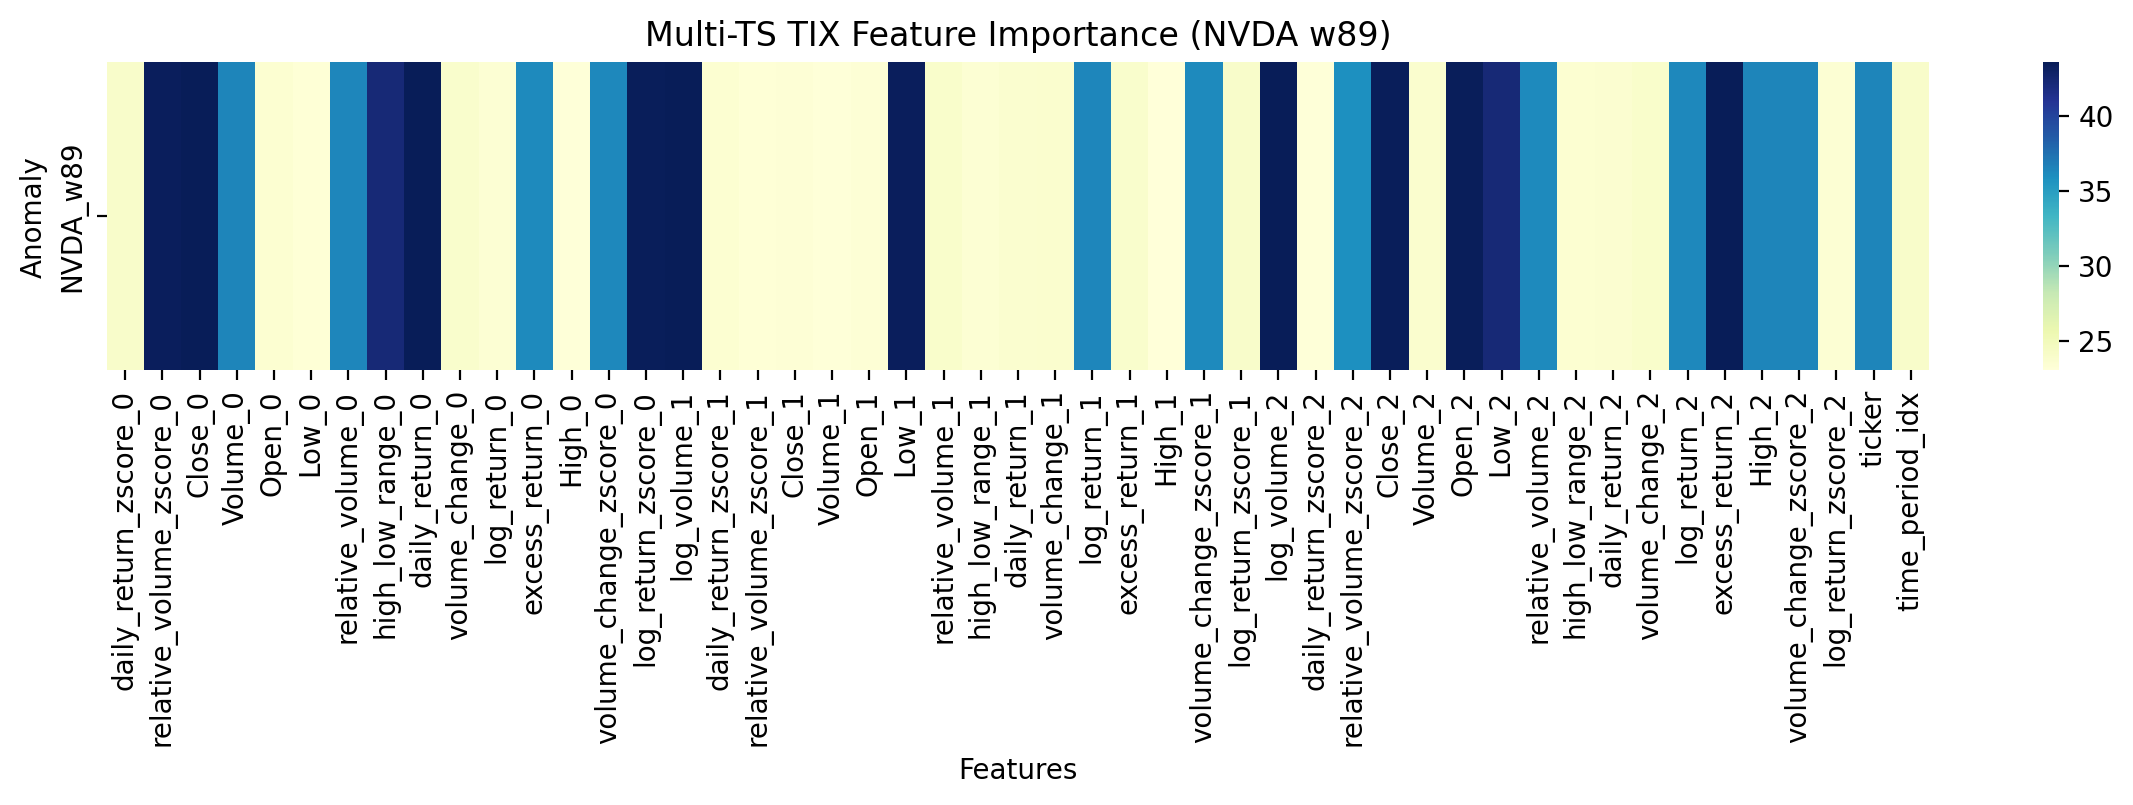 Multi-TS TIX Feature Importance (NVDA w89)
Anomaly
NVDA_w89
40
35
30
25
daily_return_zscore_0
relative_volume_zscore_0
Close_0
Volume_0
Open_0
Low_0
relative_volume_0
high_low_range_0
daily_return_0
volume_change_0
log_return_0
excess_return_0
High_0
volume_change_zscore_0
log_return_zscore_0
log_volume_1
daily_return_zscore_1
relative_volume_zscore_1
Close_1
Volume_1
Open_1
Low_1
relative_volume_1
high_low_range_1
daily_return_1
volume_change_1
log_return_1
excess_return_1
High_1
volume_change_zscore_1
log_return_zscore_1
log_volume_2
daily_return_zscore_2
relative_volume_zscore_2
Close_2
Volume_2
Open_2
Low_2
relative_volume_2
high_low_range_2
daily_return_2
volume_change_2
log_return_2
excess_return_2
High_2
volume_change_zscore_2
log_return_zscore_2
ticker
time_period_idx
Features